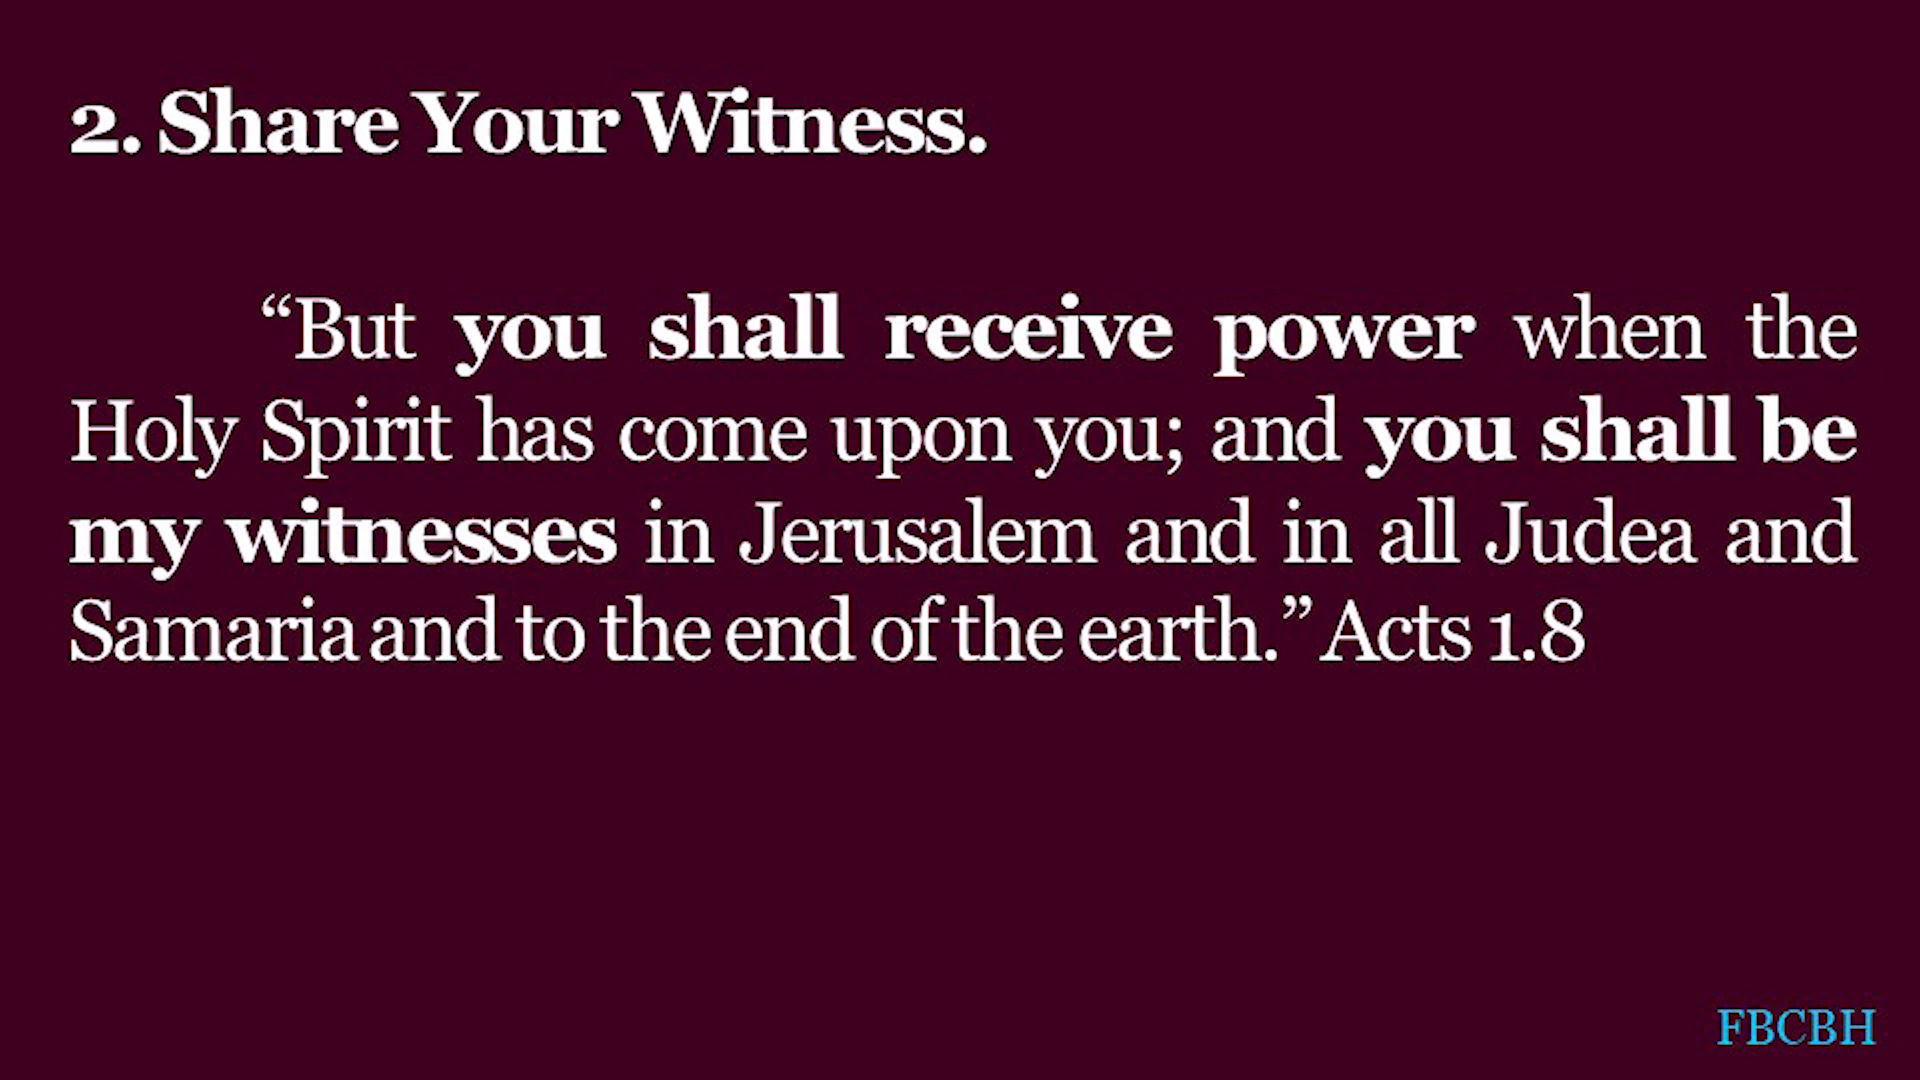 2. Share Your Witness.
“But you shall receive power when the
Holy Spirit has come upon you; and you shall be
my witnesses in Jerusalem and in all Judea and
Samaria and to the end of the earth.” Acts 1.8
FBCBH